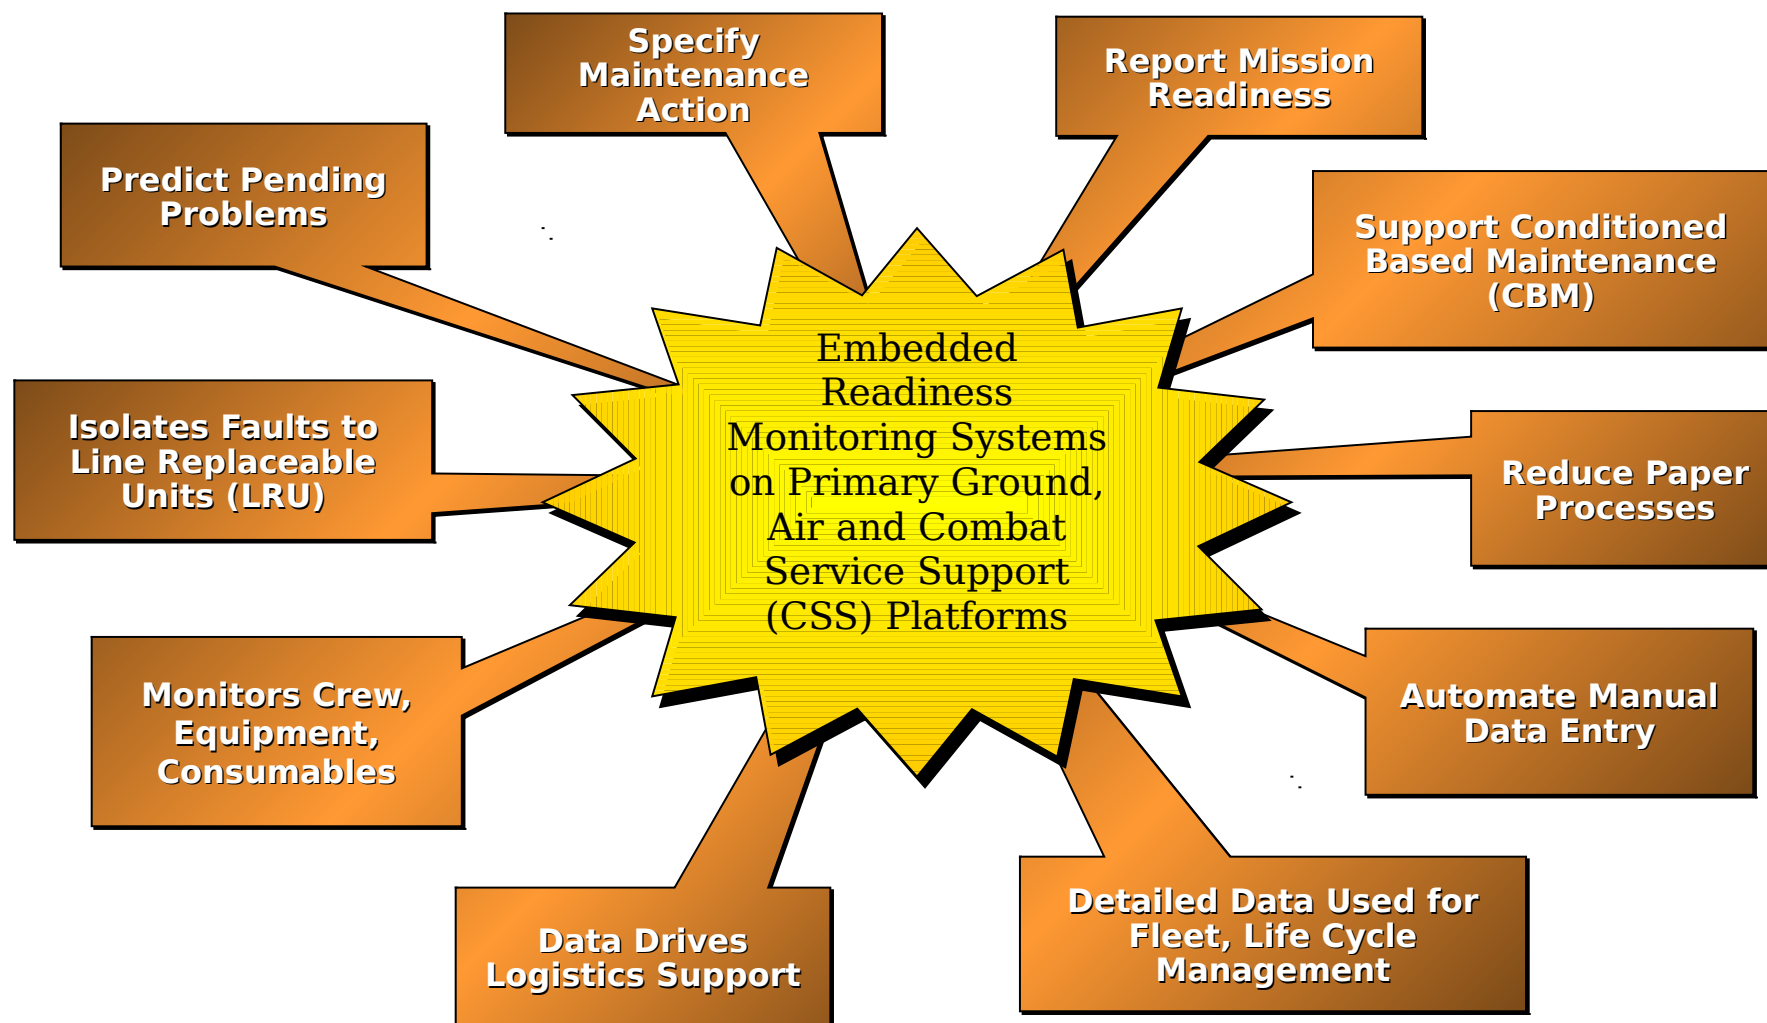 Specify
Maintenance
Action
Report Mission
Readiness
Predict Pending
Problems
Support Conditioned
Based Maintenance
(CBM)
Embedded
Readiness
Monitoring Systems
on Primary Ground,
Air and Combat
Service Support
(CSS) Platforms
Isolates Faults to
Line Replaceable
Units (LRU)
Reduce Paper
Processes
Monitors Crew,
Equipment,
Consumables
Automate Manual
Data Entry
Data Drives
Logistics Support
Detailed Data Used for
Fleet, Life Cycle
Management